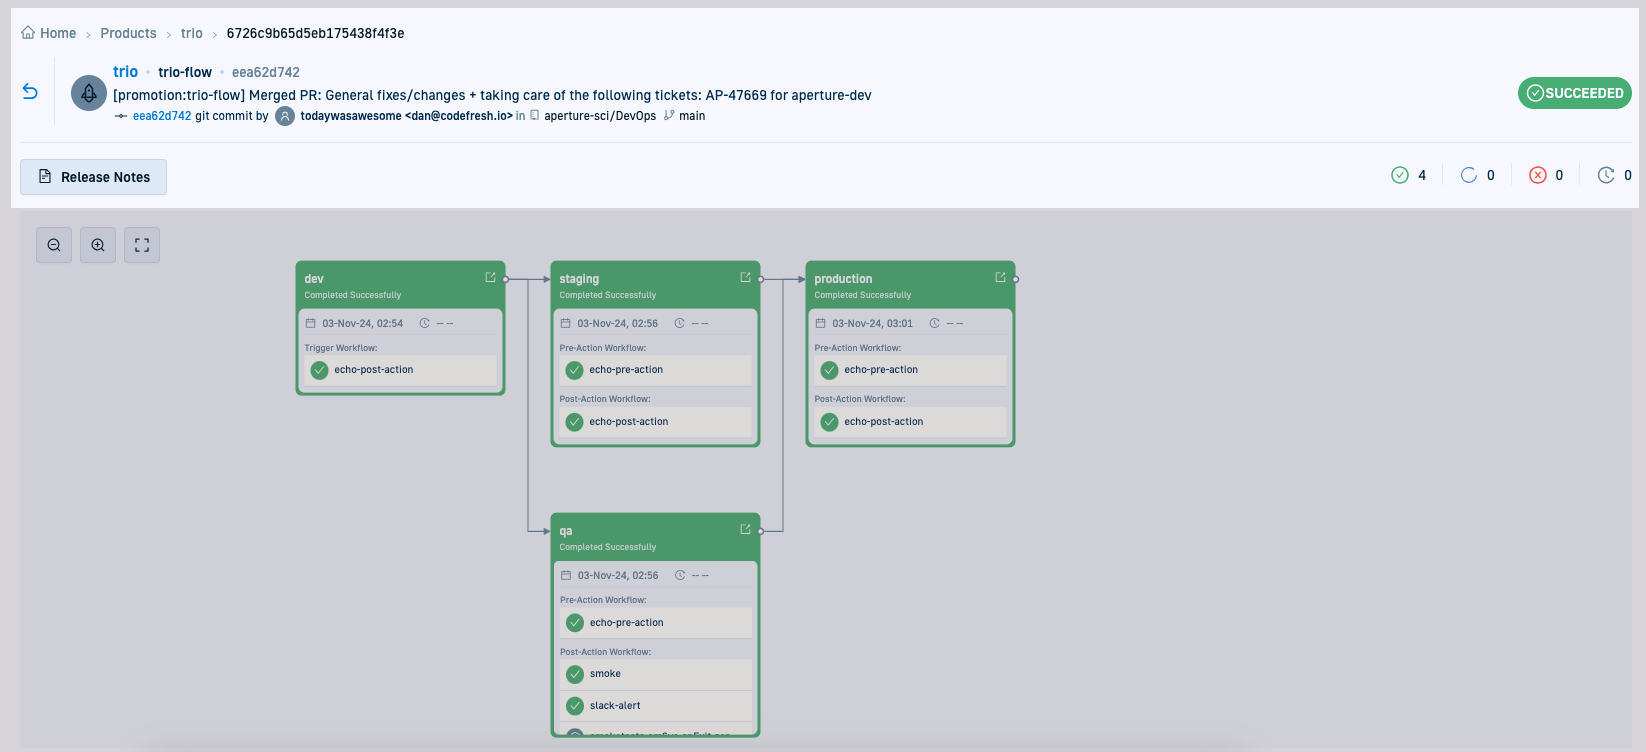 Home > Products > trio > 6726c9b65d5eb175438f4f3e
trio • trio-flow • eea62d742
[promotion:trio-flow] Merged PR: General fixes/changes + taking care of the following tickets: AP-47669 for aperture-dev
eea62d742 git commit by todaywasawesome <dan@codefresh.io> in aperture-sci/DevOps main
SUCCEEDED
Release Notes
4 0 0 0
dev
Completed Successfully
03-Nov-24, 02:54 -- --
Trigger Workflow:
echo-post-action
staging
Completed Successfully
03-Nov-24, 02:56 -- --
Pre-Action Workflow:
echo-pre-action
Post-Action Workflow:
echo-post-action
production
Completed Successfully
03-Nov-24, 03:01 -- --
Pre-Action Workflow:
echo-pre-action
Post-Action Workflow:
echo-post-action
qa
Completed Successfully
03-Nov-24, 02:56 -- --
Pre-Action Workflow:
echo-pre-action
Post-Action Workflow:
smoke
slack-alert